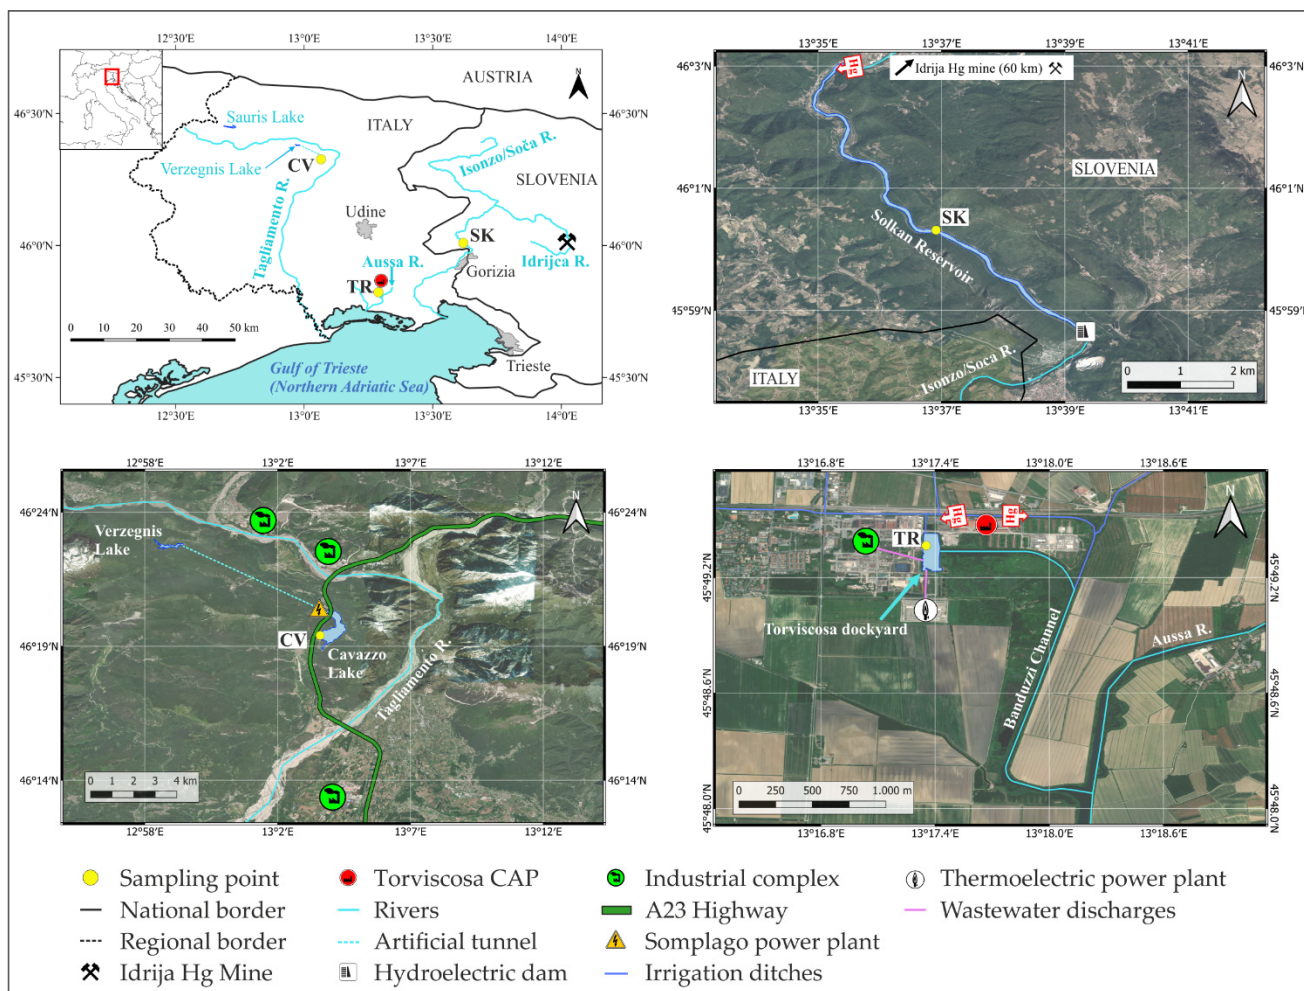 12°30'E 13°0'E 13°30'E 14°0'E
AUSTRIA
N
46°30'N
46°30'N
ITALY
Sauris Lake
Verzegnis Lake
CV
Isonzo/Soča R.
SLOVENIA
Tagliamento R.
Udine
SK
46°0'N
46°0'N
Aussa R.
Gorizia
Idrijca R.
TR
0 10 20 30 40 50 km
Trieste
Gulf of Trieste
(Northern Adriatic Sea)
45°30'N
45°30'N
12°30'E 13°0'E 13°30'E 14°0'E
13°35'E 13°37'E 13°39'E 13°41'E
46°3'N
Hg
Idrija Hg mine (60 km)
46°3'N
N
SLOVENIA
46°1'N
46°1'N
SK
Solkan Reservoir
45°59'N
45°59'N
ITALY
Isonzo/Soča R.
0 1 2 km
13°35'E 13°37'E 13°39'E 13°41'E
12°58'E 13°2'E 13°7'E 13°12'E
46°24'N
46°24'N
N
Verzegnis
Lake
CV
Cavazzo
Lake
46°19'N
46°19'N
Tagliamento R.
46°14'N
46°14'N
0 1 2 3 4 km
12°58'E 13°2'E 13°7'E 13°12'E
13°16.8'E 13°17.4'E 13°18.0'E 13°18.6'E
N
Hg
Hg
TR
45°49.2'N
45°49.2'N
Torviscosa dockyard
Aussa R.
Banduzzi Channel
45°48.6'N
45°48.6'N
0 250 500 750 1.000 m
45°48.0'N
45°48.0'N
13°16.8'E 13°17.4'E 13°18.0'E 13°18.6'E
Sampling point
Torviscosa CAP
Industrial complex
Thermoelectric power plant
National border
Rivers
A23 Highway
Wastewater discharges
Regional border
Artificial tunnel
Somplago power plant
Idrija Hg Mine
Hydroelectric dam
Irrigation ditches